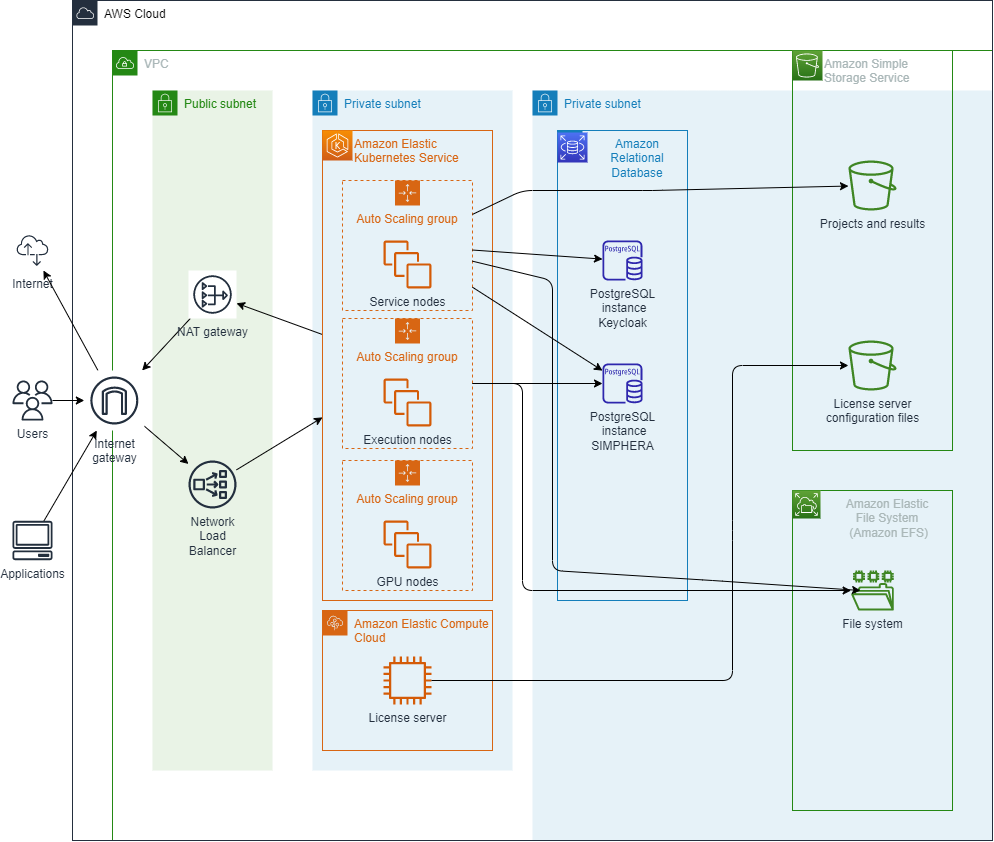 AWS Cloud
VPC
Amazon Simple
Storage Service
Public subnet
Private subnet
Private subnet
Amazon Elastic
Kubernetes Service
Amazon
Relational
Database
Auto Scaling group
Service nodes
Projects and results
PostgreSQL
PostgreSQL
instance
Keycloak
Internet
NAT gateway
Auto Scaling group
Execution nodes
PostgreSQL
PostgreSQL
instance
SIMPHERA
License server
configuration files
Users
Internet
gateway
Network
Load
Balancer
Auto Scaling group
GPU nodes
Amazon Elastic
File System
(Amazon EFS)
Applications
File system
Amazon Elastic Compute
Cloud
License server